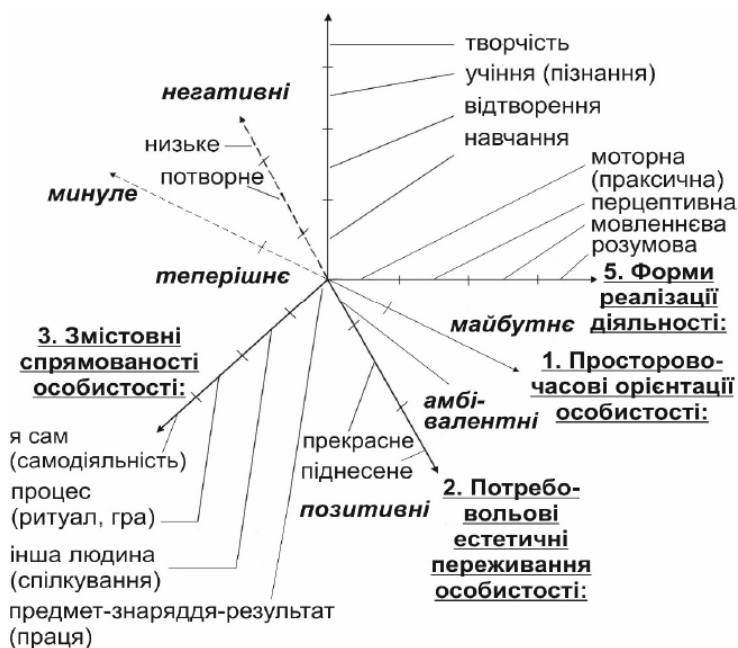 творчість
учіння (пізнання)
відтворення
навчання
негативні
низьке
потворне
минуле
моторна
(праксична)
перцептивна
мовленнєва
розумова
теперішнє
5. Форми
реалізації
діяльності:
майбутнє
3. Змістовні
спрямованості
особистості:
1. Просторово-
часові орієнтації
особистості:
амбі-
валентні
прекрасне
піднесене
позитивні
2. Потребо-
вольові
естетичні
переживання
особистості:
я сам
(самодіяльність)
процес
(ритуал, гра)
інша людина
(спілкування)
предмет-знаряддя-результат
(праця)